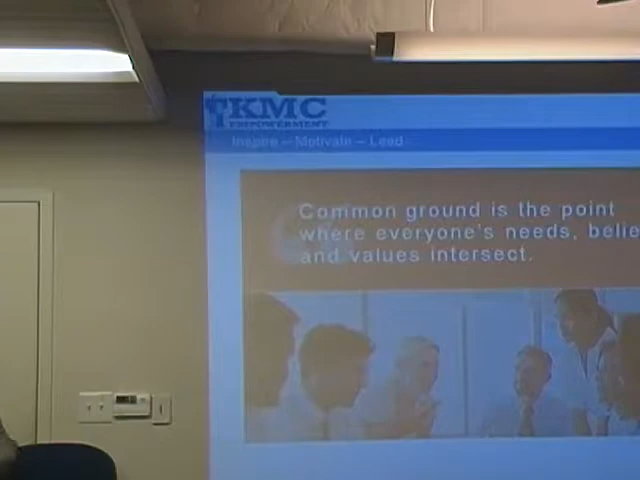 KMC
EMPOWERMENT
Inspire – Motivate – Lead
Common ground is the point
where everyone's needs, belie
and values intersect.